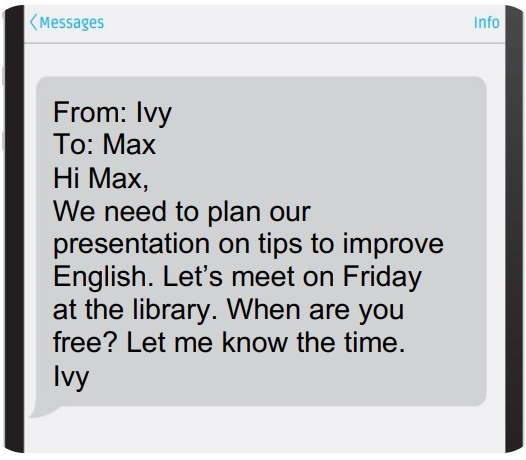 Messages
Info
From: Ivy
To: Max
Hi Max,
We need to plan our
presentation on tips to improve
English. Let’s meet on Friday
at the library. When are you
free? Let me know the time.
Ivy